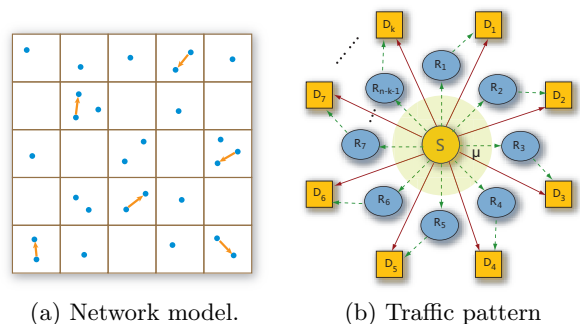 D_k
D_1
R_1
R_{n-k-1}
R_2
D_7
D_2
R_7
S
μ
R_3
D_6
R_6
R_4
D_3
R_5
D_5
D_4
(a) Network model.
(b) Traffic pattern